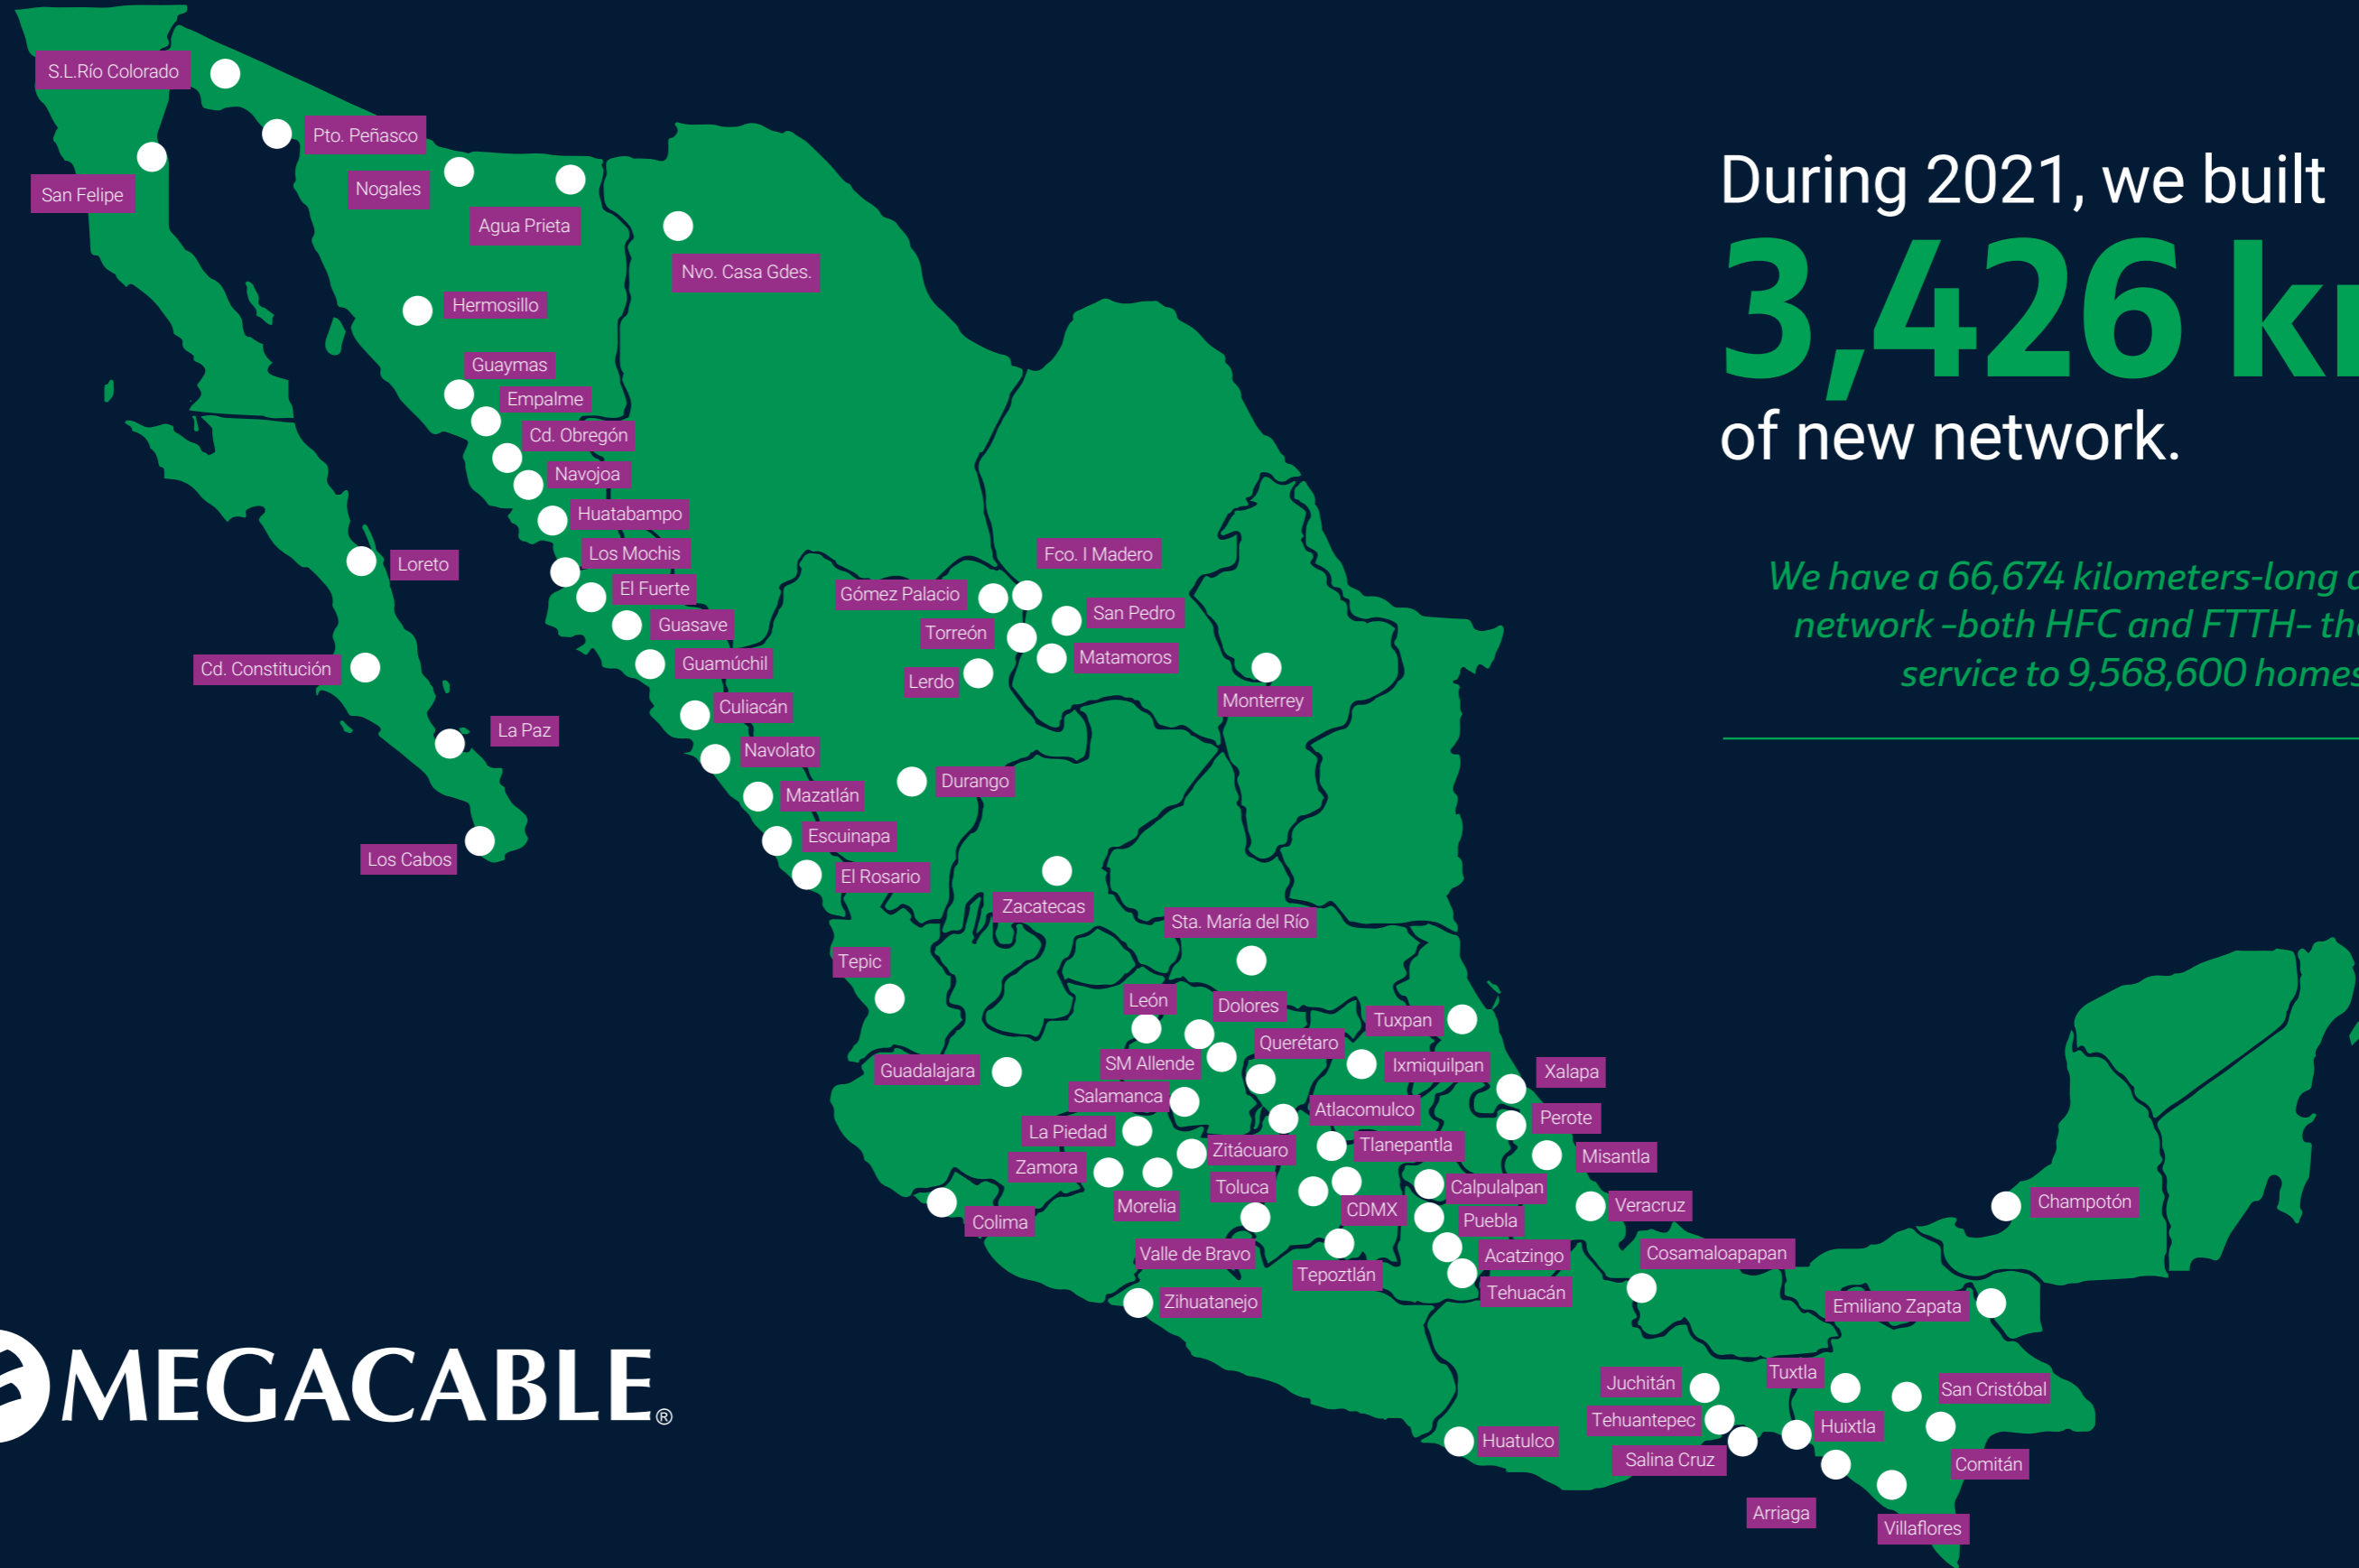 S.L.Río Colorado
Pto. Peñasco
San Felipe
Nogales
Agua Prieta
Nvo. Casa Gdes.
Hermosillo
Guaymas
Empalme
Cd. Obregón
Navojoa
Huatabampo
Los Mochis
El Fuerte
Guasave
Guamúchil
Culiacán
Navolato
Mazatlán
Escuinapa
El Rosario
Loreto
Cd. Constitución
La Paz
Los Cabos
Fco. I Madero
Gómez Palacio
San Pedro
Torreón
Matamoros
Lerdo
Monterrey
Durango
Zacatecas
Sta. María del Río
Tepic
León
Dolores
Tuxpan
Querétaro
SM Allende
Ixmiquilpan
Guadalajara
Xalapa
Salamanca
Atlacomulco
Perote
La Piedad
Zitácuaro
Tlanepantla
Misantla
Zamora
Toluca
Calpulalpan
Morelia
CDMX
Veracruz
Colima
Puebla
Champotón
Valle de Bravo
Acatzingo
Cosamaloapapan
Tepoztlán
Tehuacán
Zihuatanejo
Emiliano Zapata
Juchitán
Tuxtla
San Cristóbal
Tehuantepec
Huixtla
Huatulco
Salina Cruz
Comitán
Arriaga
Villaflores
During 2021, we built
3,426
of new network.
We have a 66,674 kilometers-long
network –both HFC and FTTH–
service to 9,568,600 homes
MEGACABLE®